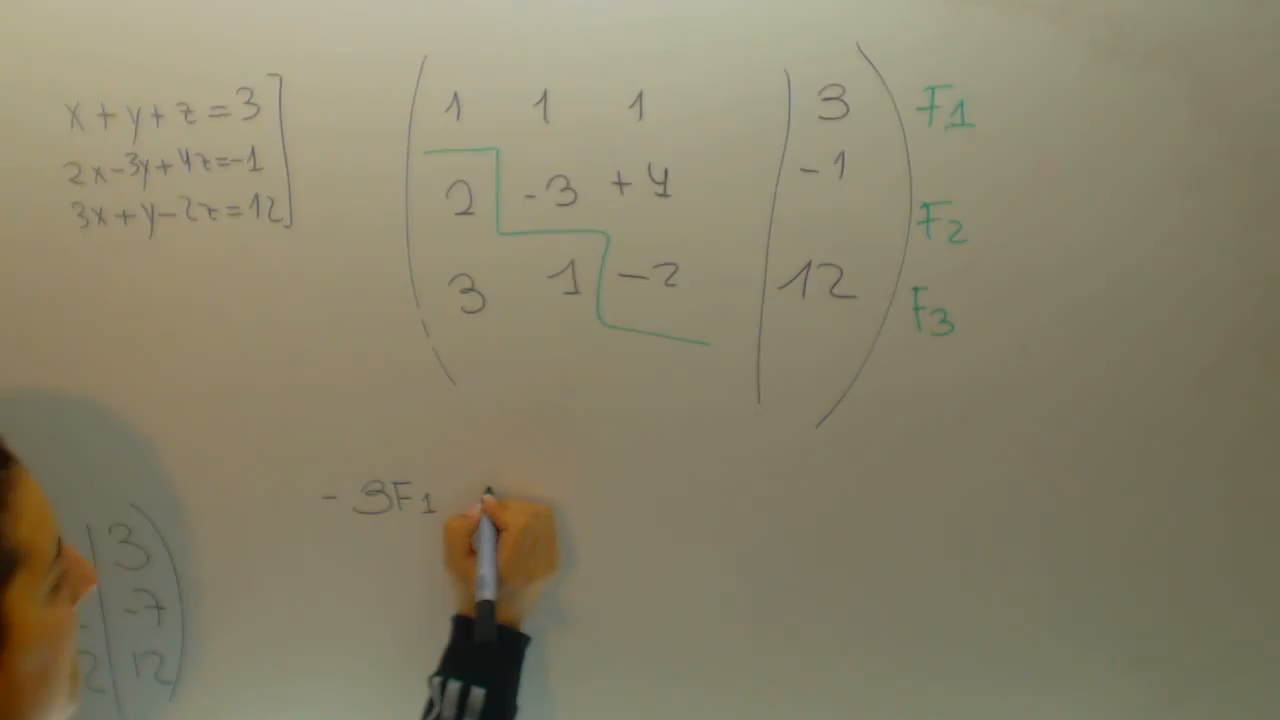 x+y+z=3
2x-3y+4z=-1
3x+y-2z=12
1 1 1 3 F1
2 -3 +4 -1 F2
3 1 -2 12 F3
-3F1
3
-7
2 12